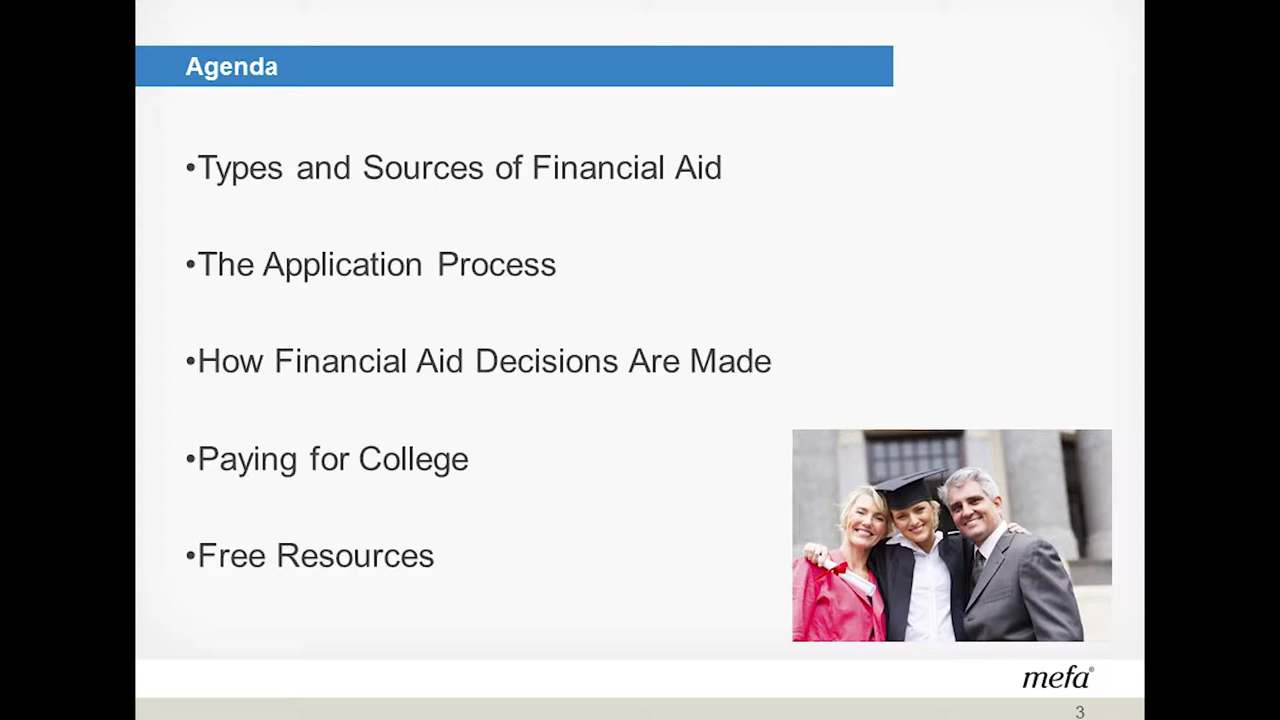 Agenda
•Types and Sources of Financial Aid
•The Application Process
•How Financial Aid Decisions Are Made
•Paying for College
•Free Resources
mefa®
3